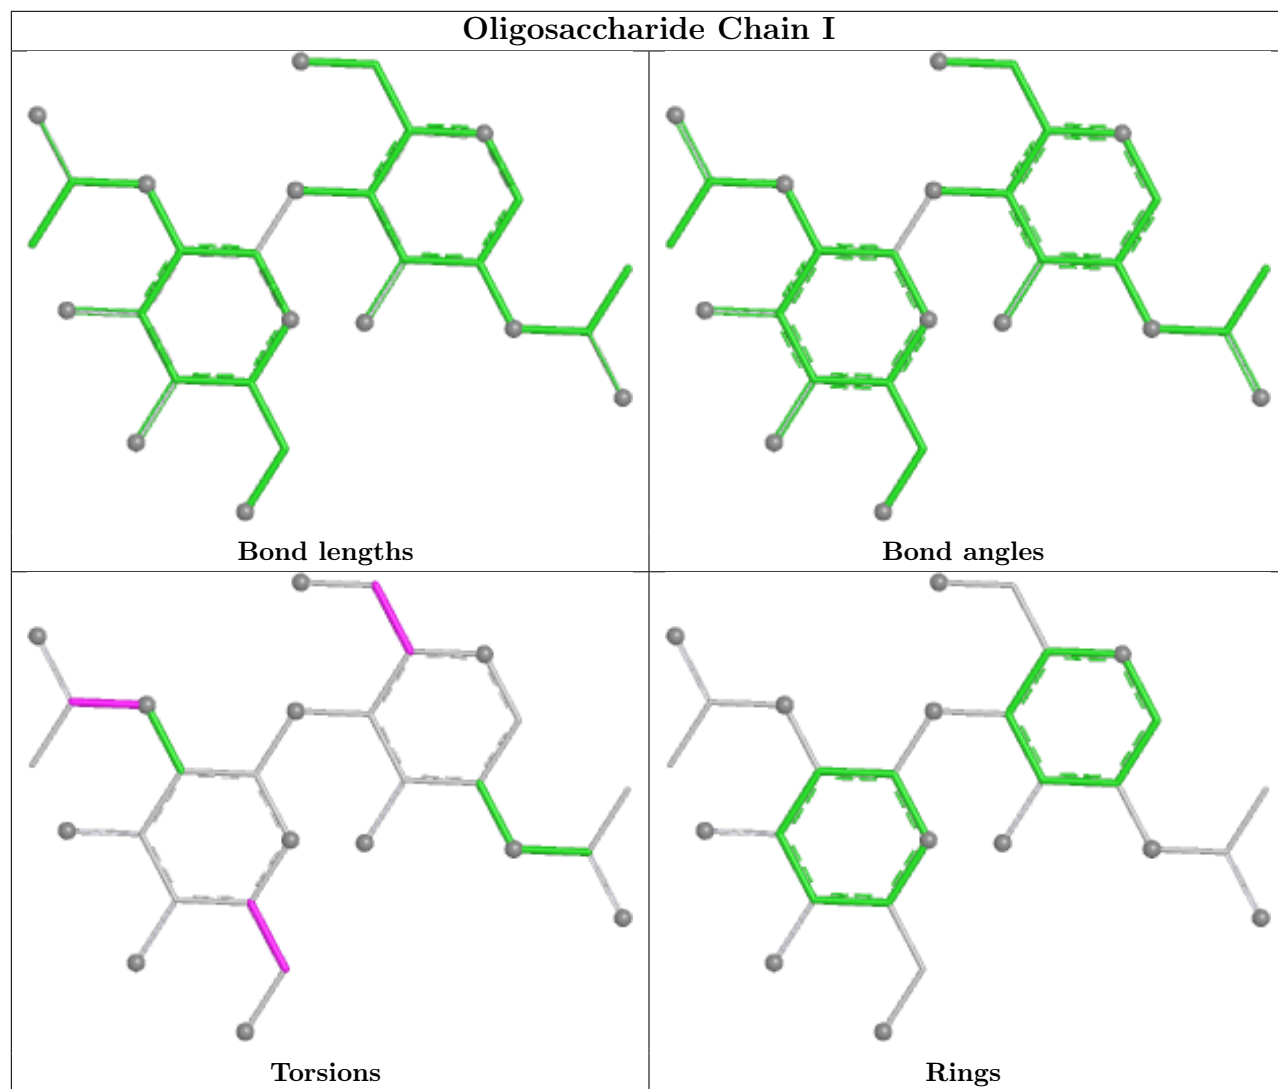 Oligosaccharide Chain I
Bond lengths
Bond angles
Torsions
Rings